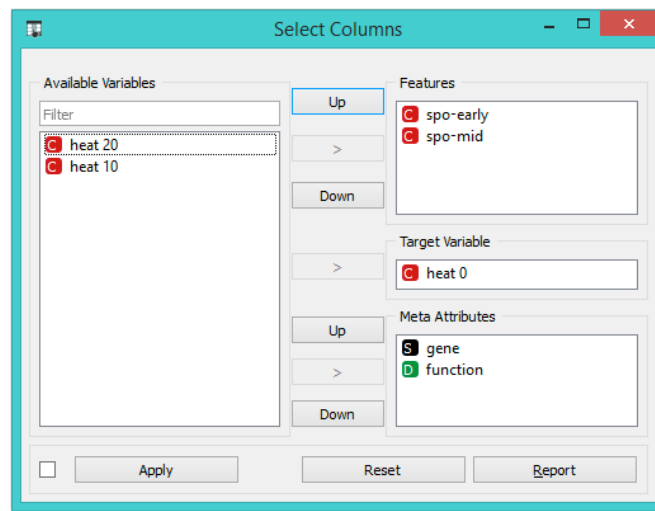 Select Columns
Available Variables
Filter
C heat 20
C heat 10
Up
>
Down
>
Up
>
Down
Features
C spo-early
C spo-mid
Target Variable
C heat 0
Meta Attributes
S gene
D function
Apply
Reset
Report